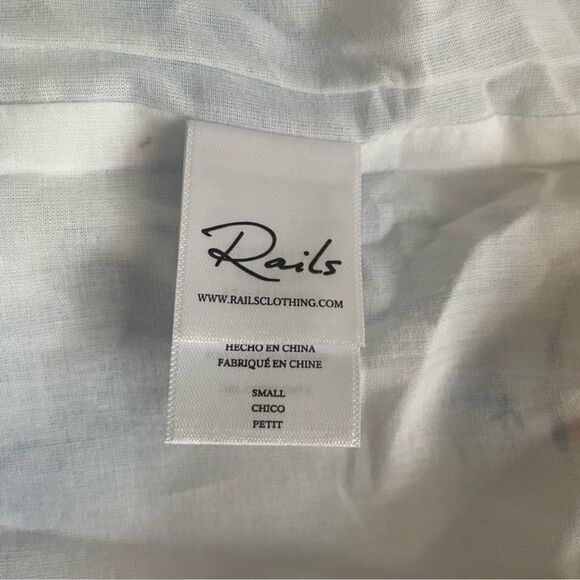 Rails
WWW.RAILSCLOTHING.COM
HECHO EN CHINA
FABRIQUÉ EN CHINE
SMALL
CHICO
PETIT